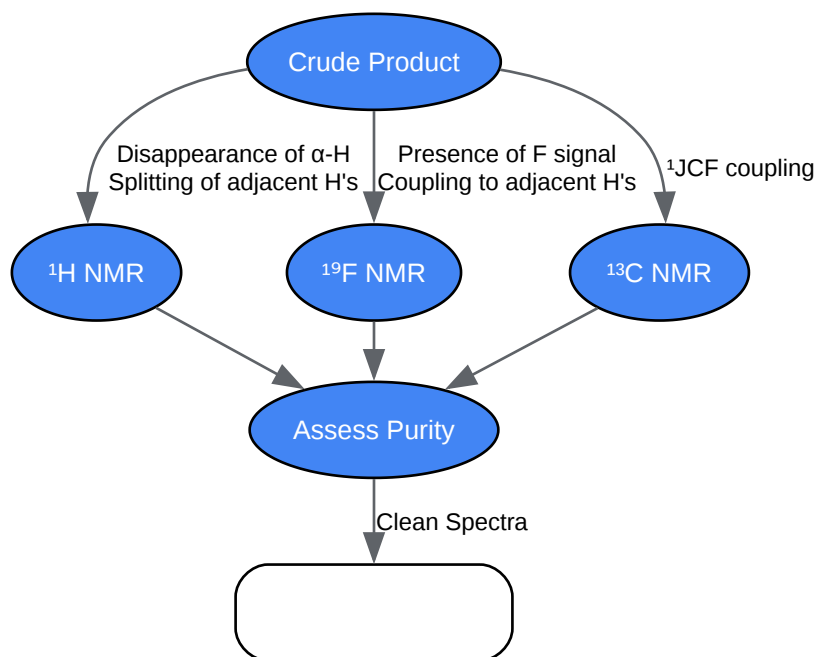 Crude Product
Disappearance of α-H
Splitting of adjacent H's
Presence of F signal
Coupling to adjacent H's
¹JCF coupling
¹H NMR
¹⁹F NMR
¹³C NMR
Assess Purity
Clean Spectra